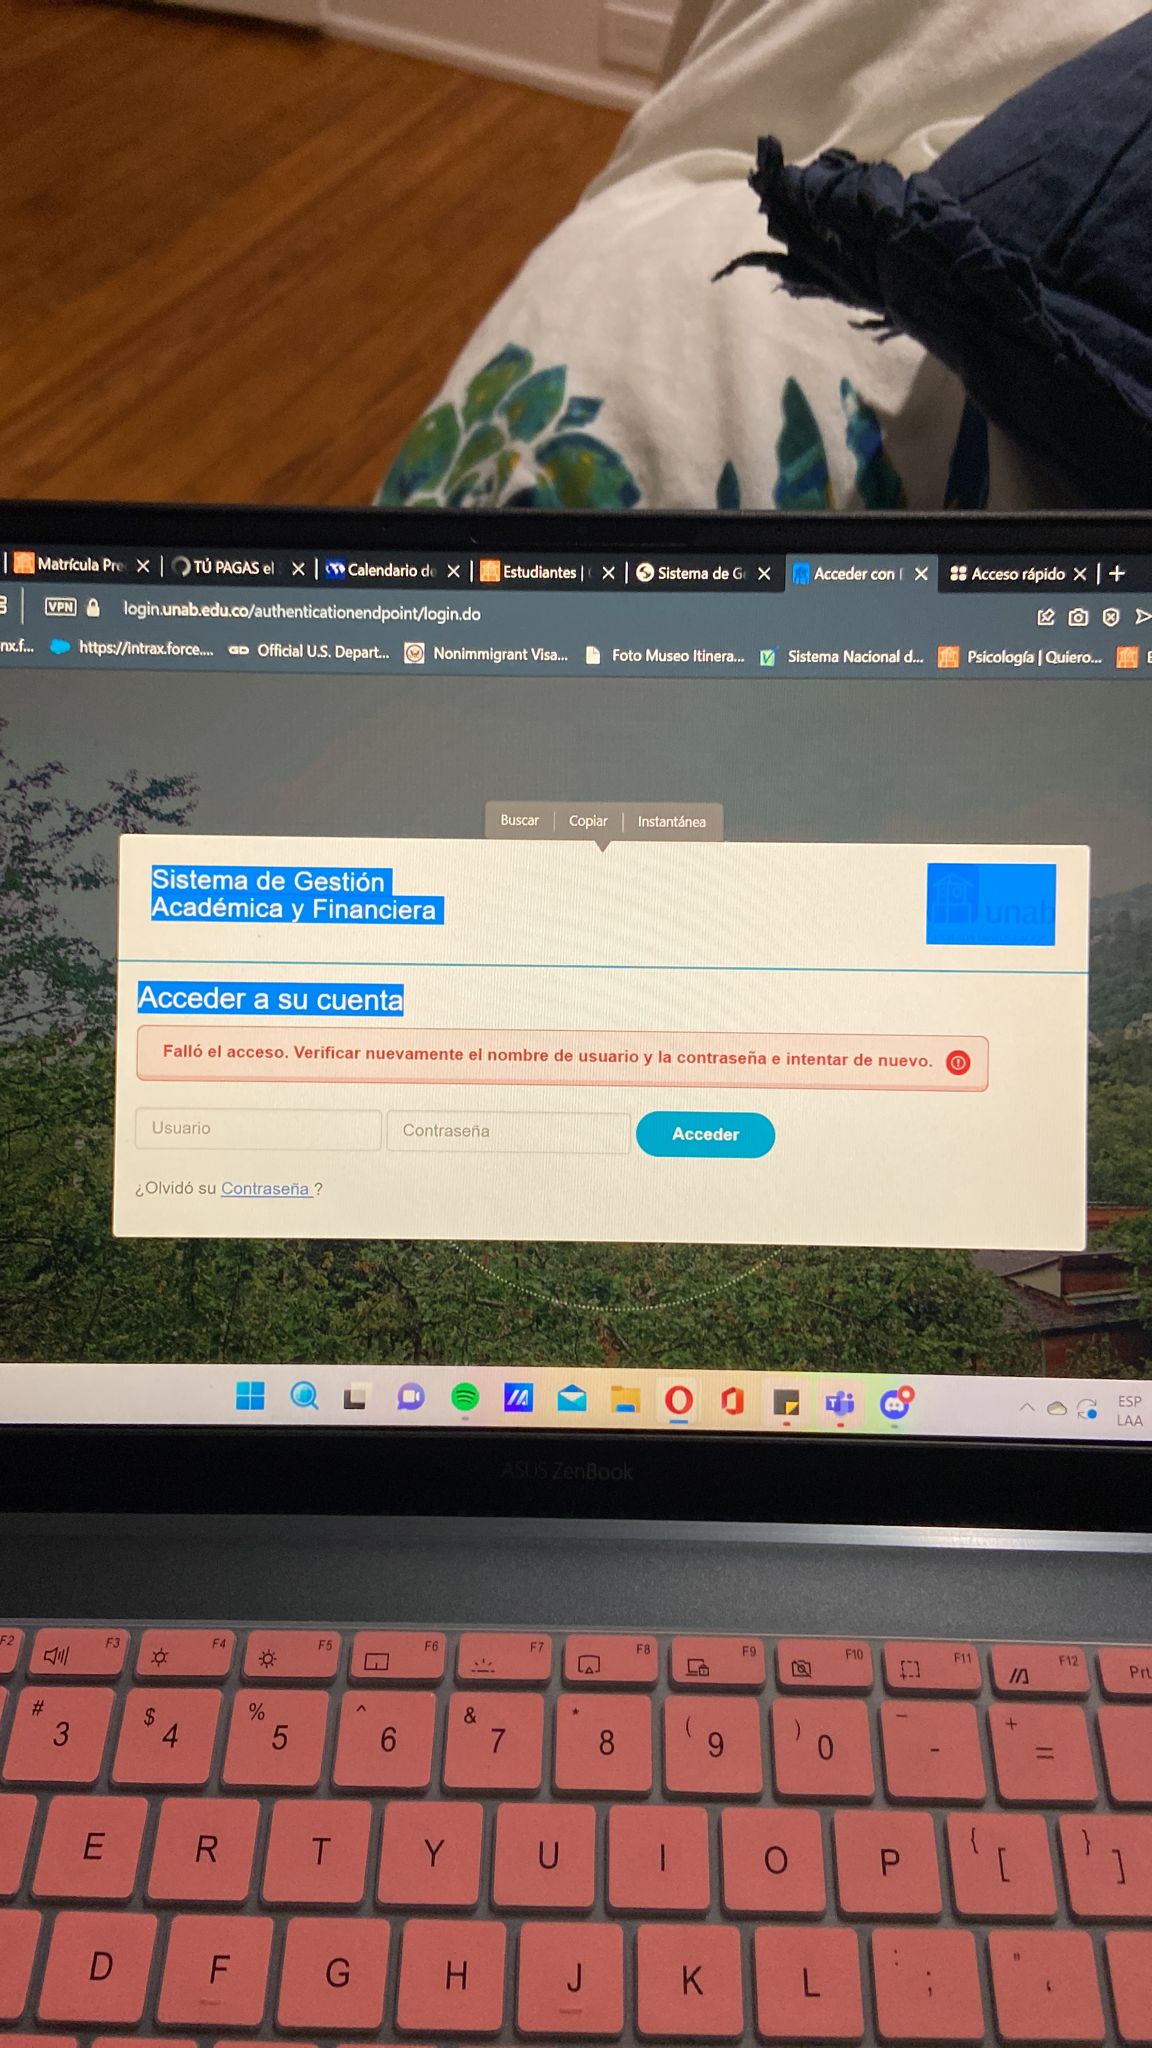 Matrícula Pre
TÚ PAGAS el
Calendario de
Estudiantes |
Sistema de G
Acceder con
Acceso rápido
VPN
login.unab.edu.co/authenticationendpoint/login.do
nx.f...
https://intrax.force....
Official U.S. Depart...
Nonimmigrant Visa...
Foto Museo Itinera...
Sistema Nacional d...
Psicología | Quiero...
Buscar
Copiar
Instantánea
Sistema de Gestión
Académica y Financiera
unab
Acceder a su cuenta
Falló el acceso. Verificar nuevamente el nombre de usuario y la contraseña e intentar de nuevo.
Usuario
Contraseña
Acceder
¿Olvidó su Contraseña ?
ESP
LAA
ASUS ZenBook
F2 F3 F4 F5 F6 F7 F8 F9 F10 F11 F12 Prt
# $ % ^ & * ( ) _ +
3 4 5 6 7 8 9 0 - =
E R T Y U I O P { [ } ]
D F G H J K L : ; " '